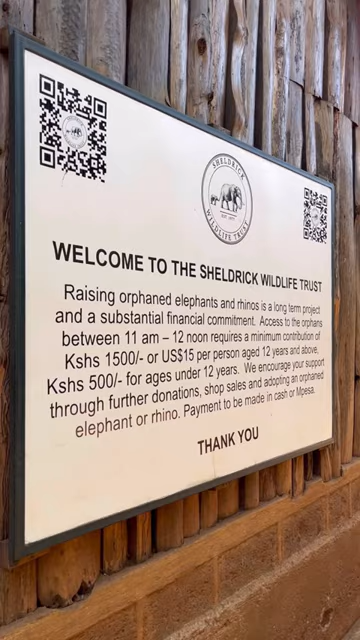 SHELDRICK
WILDLIFE TRUST
WELCOME TO THE SHELDRICK WILDLIFE TRUST
Raising orphaned elephants and rhinos is a long term project
and a substantial financial commitment. Access to the orphans
between 11 am – 12 noon requires a minimum contribution of
Kshs 1500/- or US$15 per person aged 12 years and above,
Kshs 500/- for ages under 12 years. We encourage your support
through further donations, shop sales and adopting an orphaned
elephant or rhino. Payment to be made in cash or Mpesa.
THANK YOU